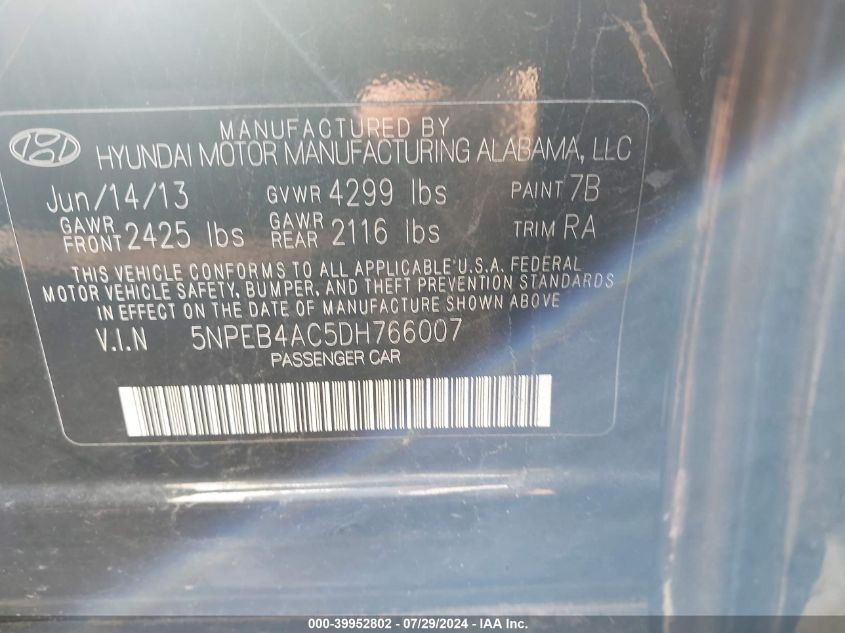 MANUFACTURED BY
HYUNDAI MOTOR MANUFACTURING ALABAMA, LLC
Jun/14/13 GVWR 4299 lbs PAINT 7B
GAWR FRONT 2425 lbs GAWR REAR 2116 lbs TRIM RA
THIS VEHICLE CONFORMS TO ALL APPLICABLE U.S.A. FEDERAL
MOTOR VEHICLE SAFETY, BUMPER, AND THEFT PREVENTION STANDARDS
IN EFFECT ON THE DATE OF MANUFACTURE SHOWN ABOVE
V.I.N 5NPEB4AC5DH766007
PASSENGER CAR
000-39952802 - 07/29/2024 - IAA Inc.